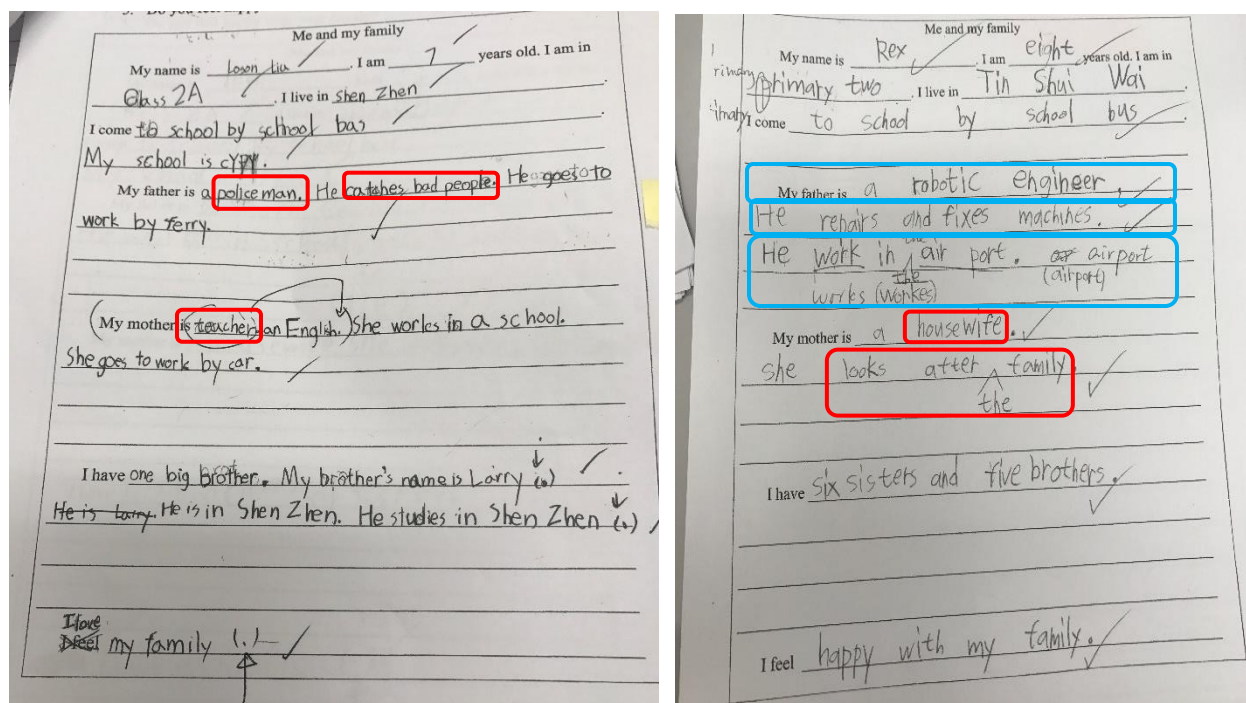 Me and my family
My name is Loson Liu . I am 7 years old. I am in
Class 2A . I live in Shen Zhen .
I come to school by school bas
My school is CYPY.
My father is a police man. He catches bad people. He goes to
work by ferry.
(My mother is teacher an English.) She works in a school.
She goes to work by car.
I have one big brother. My brother's name is Larry (.) .
He is Larry. He is in Shen Zhen. He studies in Shen Zhen (.)
I love
I feel my family (.)
Me and my family
My name is Rex . I am eight years old. I am in
primary two . I live in Tin Shui Wai .
I come to school by school bus .
My father is a robotic engineer.
He repairs and fixes machines.
He work in the air port. airport
works (workes) the (airport)
My mother is a housewife.
she looks after family.
the
I have six sisters and five brothers.
I feel happy with my family.